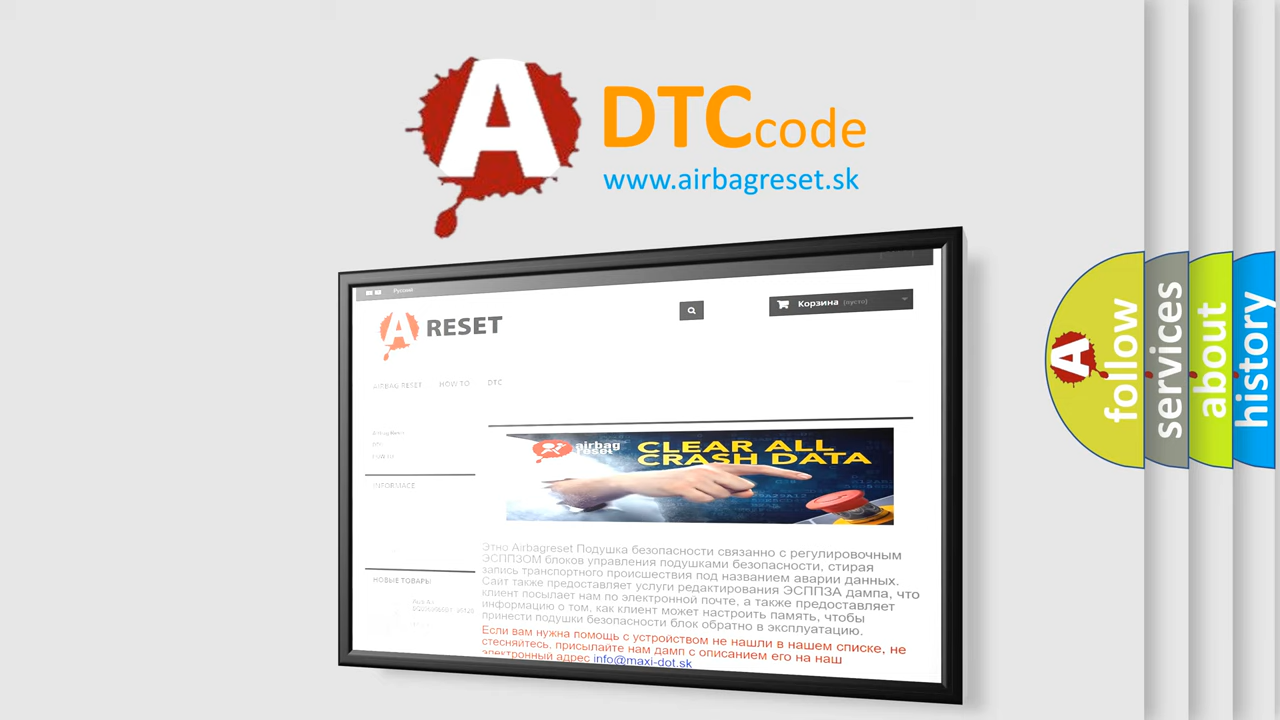 A
DTCcode
www.airbagreset.sk
Русский
Корзина (пусто)
A RESET
AIRBAG RESET HOW TO DTC
CLEAR ALL
CRASH DATA
airbag
reset
INFORMACE
Этно Airbagreset Подушка безопасности связанно с регулировочным
ЭСППЗОМ блоков управления подушками безопасности, стирая
запись транспортного происшествия под названием аварии данных.
Сайт также предоставляет услуги редактирования ЭСППЗА дампа, что
клиент посылает нам по электронной почте, а также предоставляет
информацию о том, как клиент может настроить память, чтобы
принести подушки безопасности блок обратно в эксплуатацию.
Если вам нужна помощь с устройством не нашли в нашем списке, не
стесняйтесь, присылайте нам дамп с описанием его на наш
электронный адрес info@maxi-dot.sk
НОВЫЕ ТОВАРЫ
A
follow
services
about
history